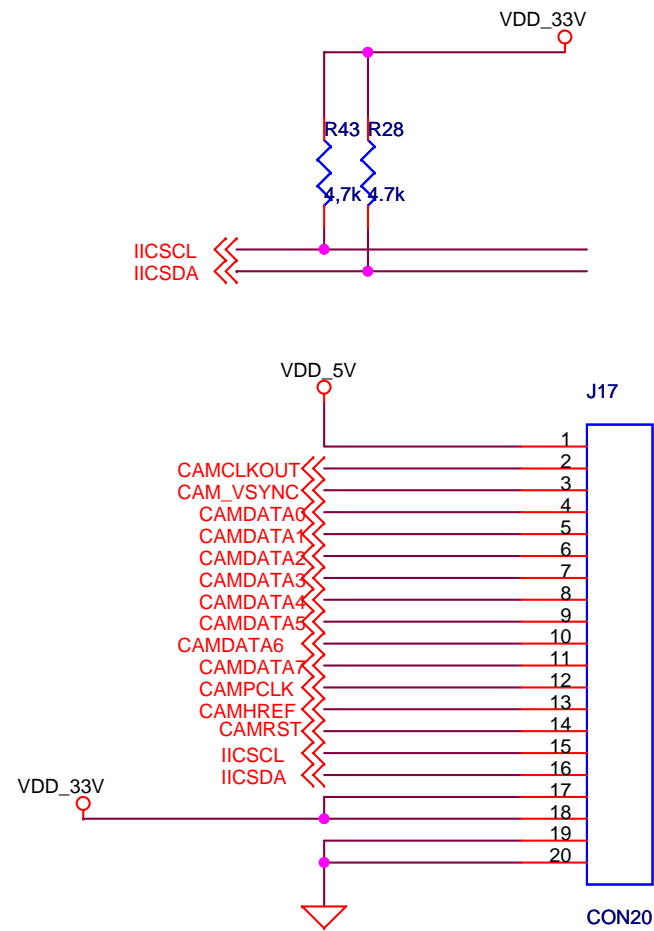 VDD_33V
R43 R28
4,7k 4.7k
IICSCL
IICSDA
VDD_5V
J17
1
CAMCLKOUT 2
CAM_VSYNC 3
CAMDATA0 4
CAMDATA1 5
CAMDATA2 6
CAMDATA3 7
CAMDATA4 8
CAMDATA5 9
CAMDATA6 10
CAMDATA7 11
CAMPCLK 12
CAMHREF 13
CAMRST 14
IICSCL 15
IICSDA 16
VDD_33V 17
18
19
20
CON20